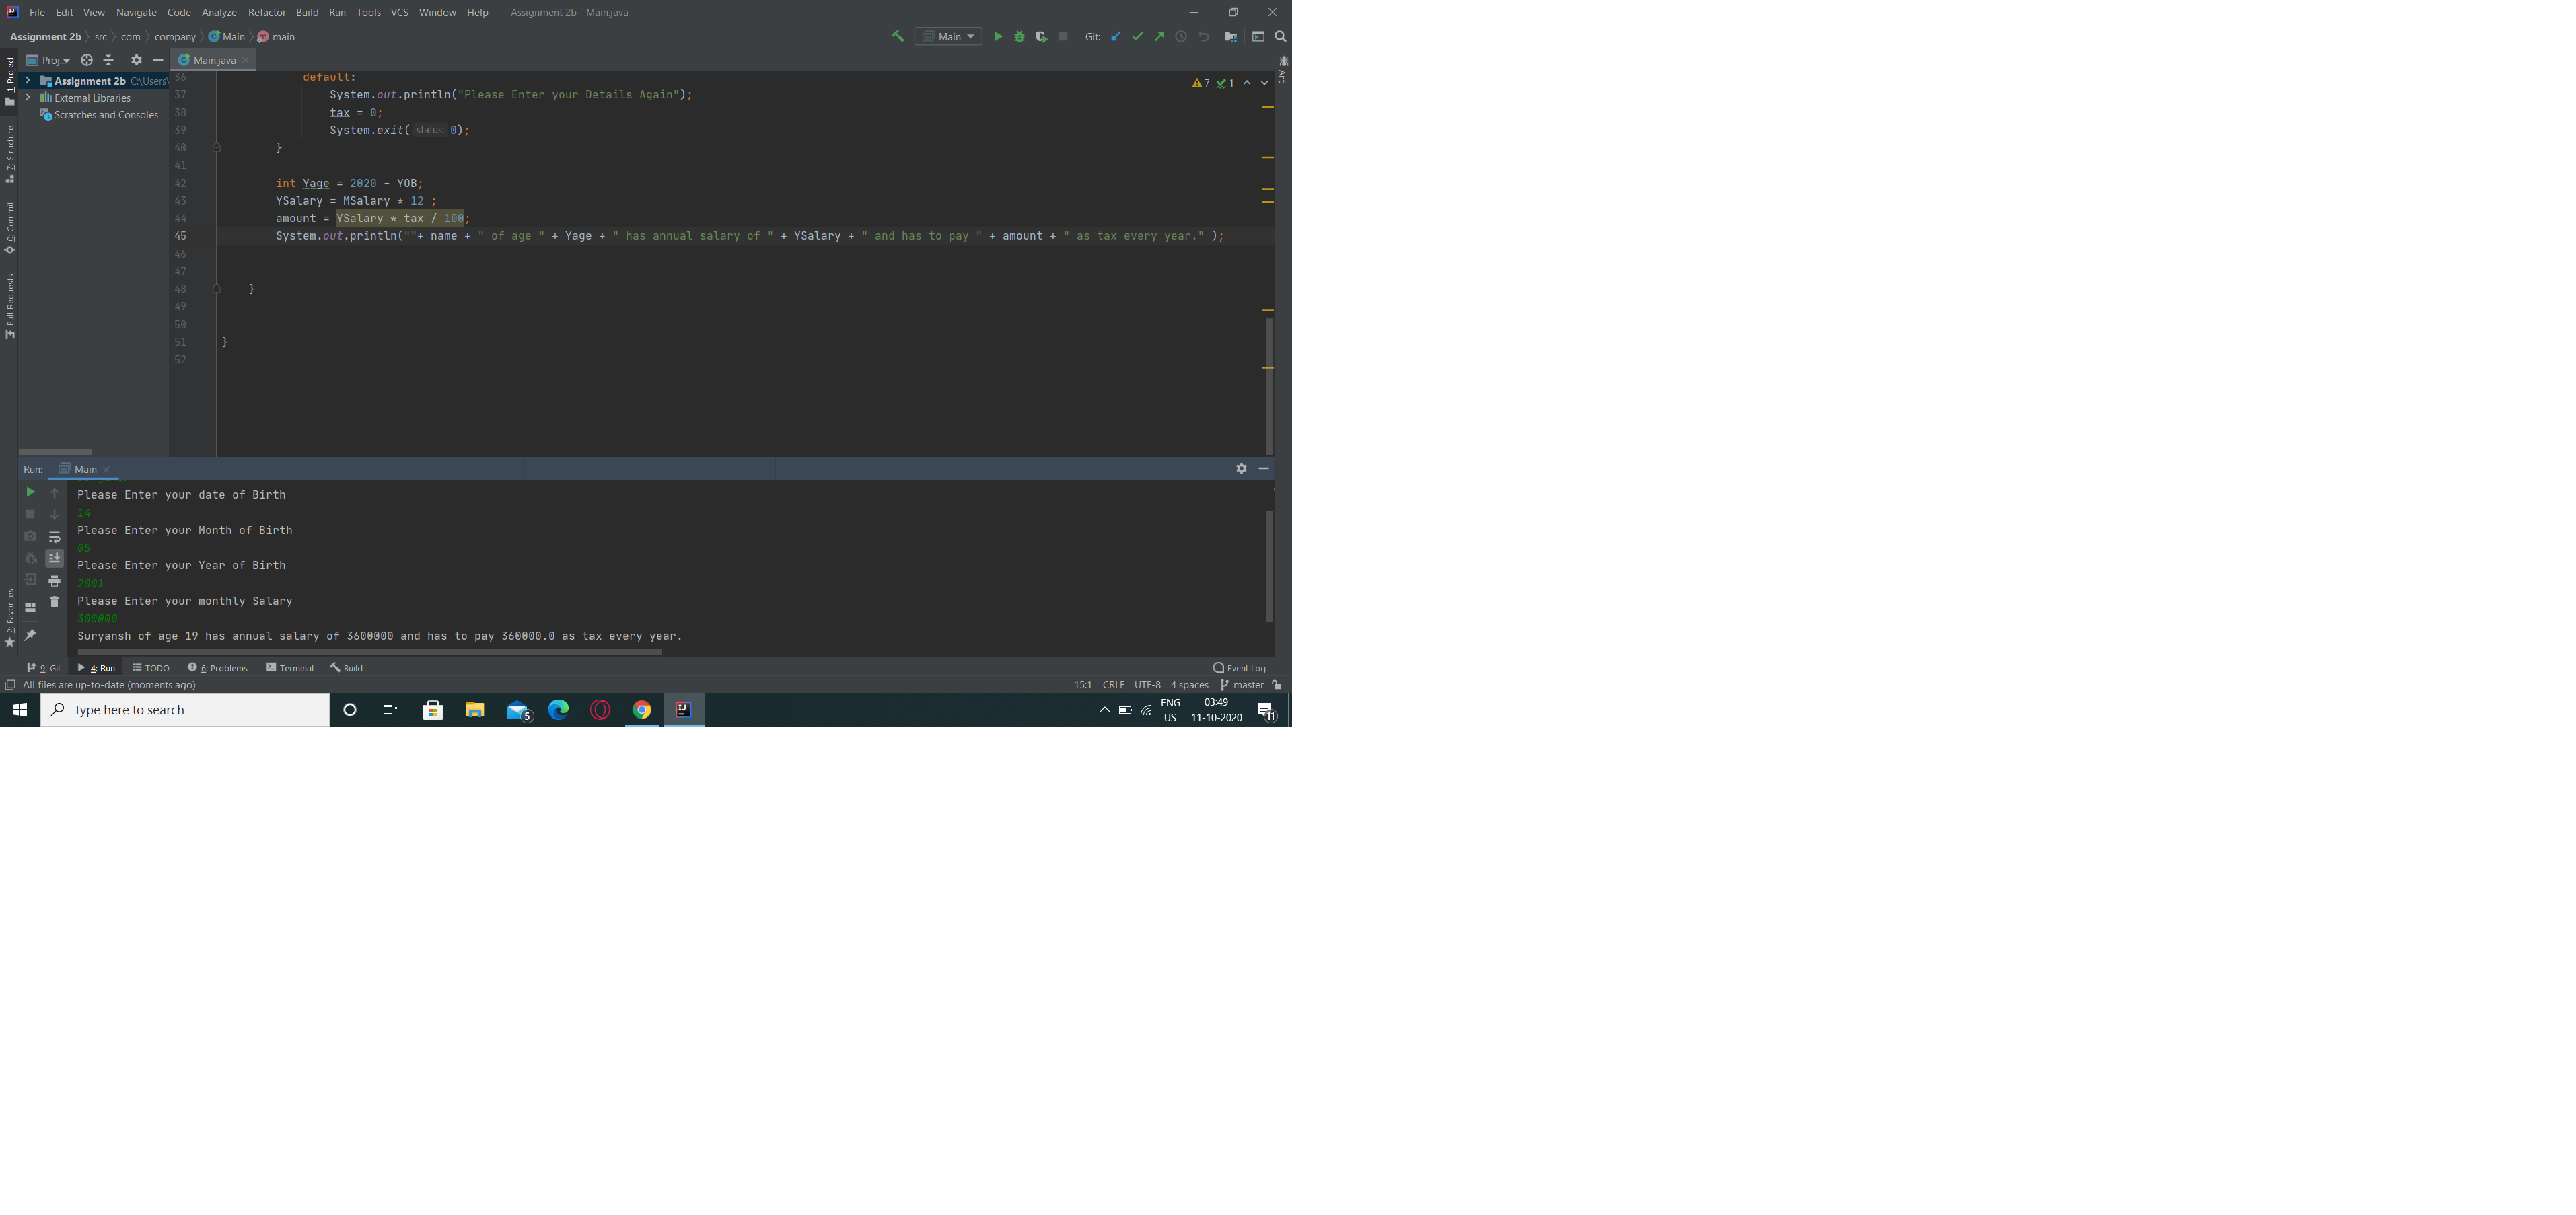 File Edit View Navigate Code Analyze Refactor Build Run Tools VCS Window Help Assignment 2b - Main.java
Assignment 2b src com company Main main
Main Git:
Proj... Main.java
1: Project
7: Structure
0: Commit
Pull Requests
2: Favorites
Ant
Assignment 2b C:\Users\
External Libraries
Scratches and Consoles
7 1
36 default:
37 System.out.println("Please Enter your Details Again");
38 tax = 0;
39 System.exit( status: 0);
40 }
41
42 int Yage = 2020 - YOB;
43 YSalary = MSalary * 12 ;
44 amount = YSalary * tax / 100;
45 System.out.println(""+ name + " of age " + Yage + " has annual salary of " + YSalary + " and has to pay " + amount + " as tax every year." );
46
47
48 }
49
50
51 }
52
Run: Main
Please Enter your date of Birth
14
Please Enter your Month of Birth
05
Please Enter your Year of Birth
2001
Please Enter your monthly Salary
300000
Suryansh of age 19 has annual salary of 3600000 and has to pay 360000.0 as tax every year.
9: Git 4: Run TODO 6: Problems Terminal Build Event Log
All files are up-to-date (moments ago) 15:1 CRLF UTF-8 4 spaces master
Type here to search
5
ENG
US
03:49
11-10-2020
11